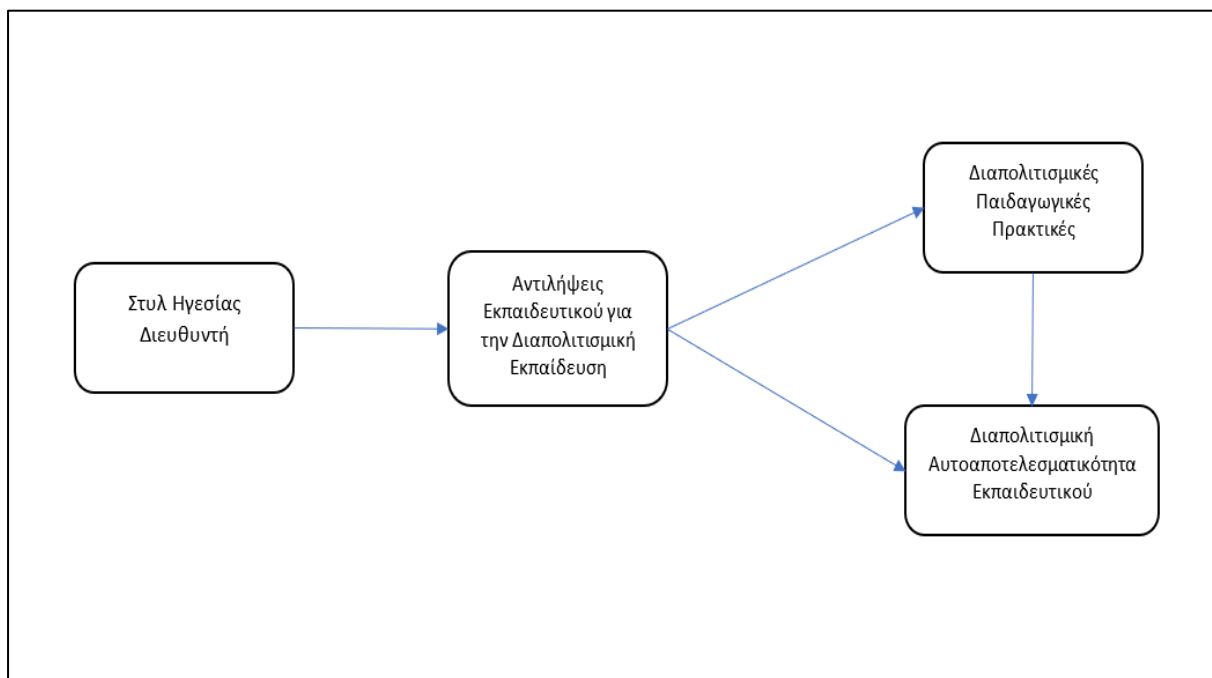 Στυλ Ηγεσίας
Διευθυντή
Αντιλήψεις
Εκπαιδευτικού για
την Διαπολιτισμική
Εκπαίδευση
Διαπολιτισμικές
Παιδαγωγικές
Πρακτικές
Διαπολιτισμική
Αυτοαποτελεσματικότητα
Εκπαιδευτικού